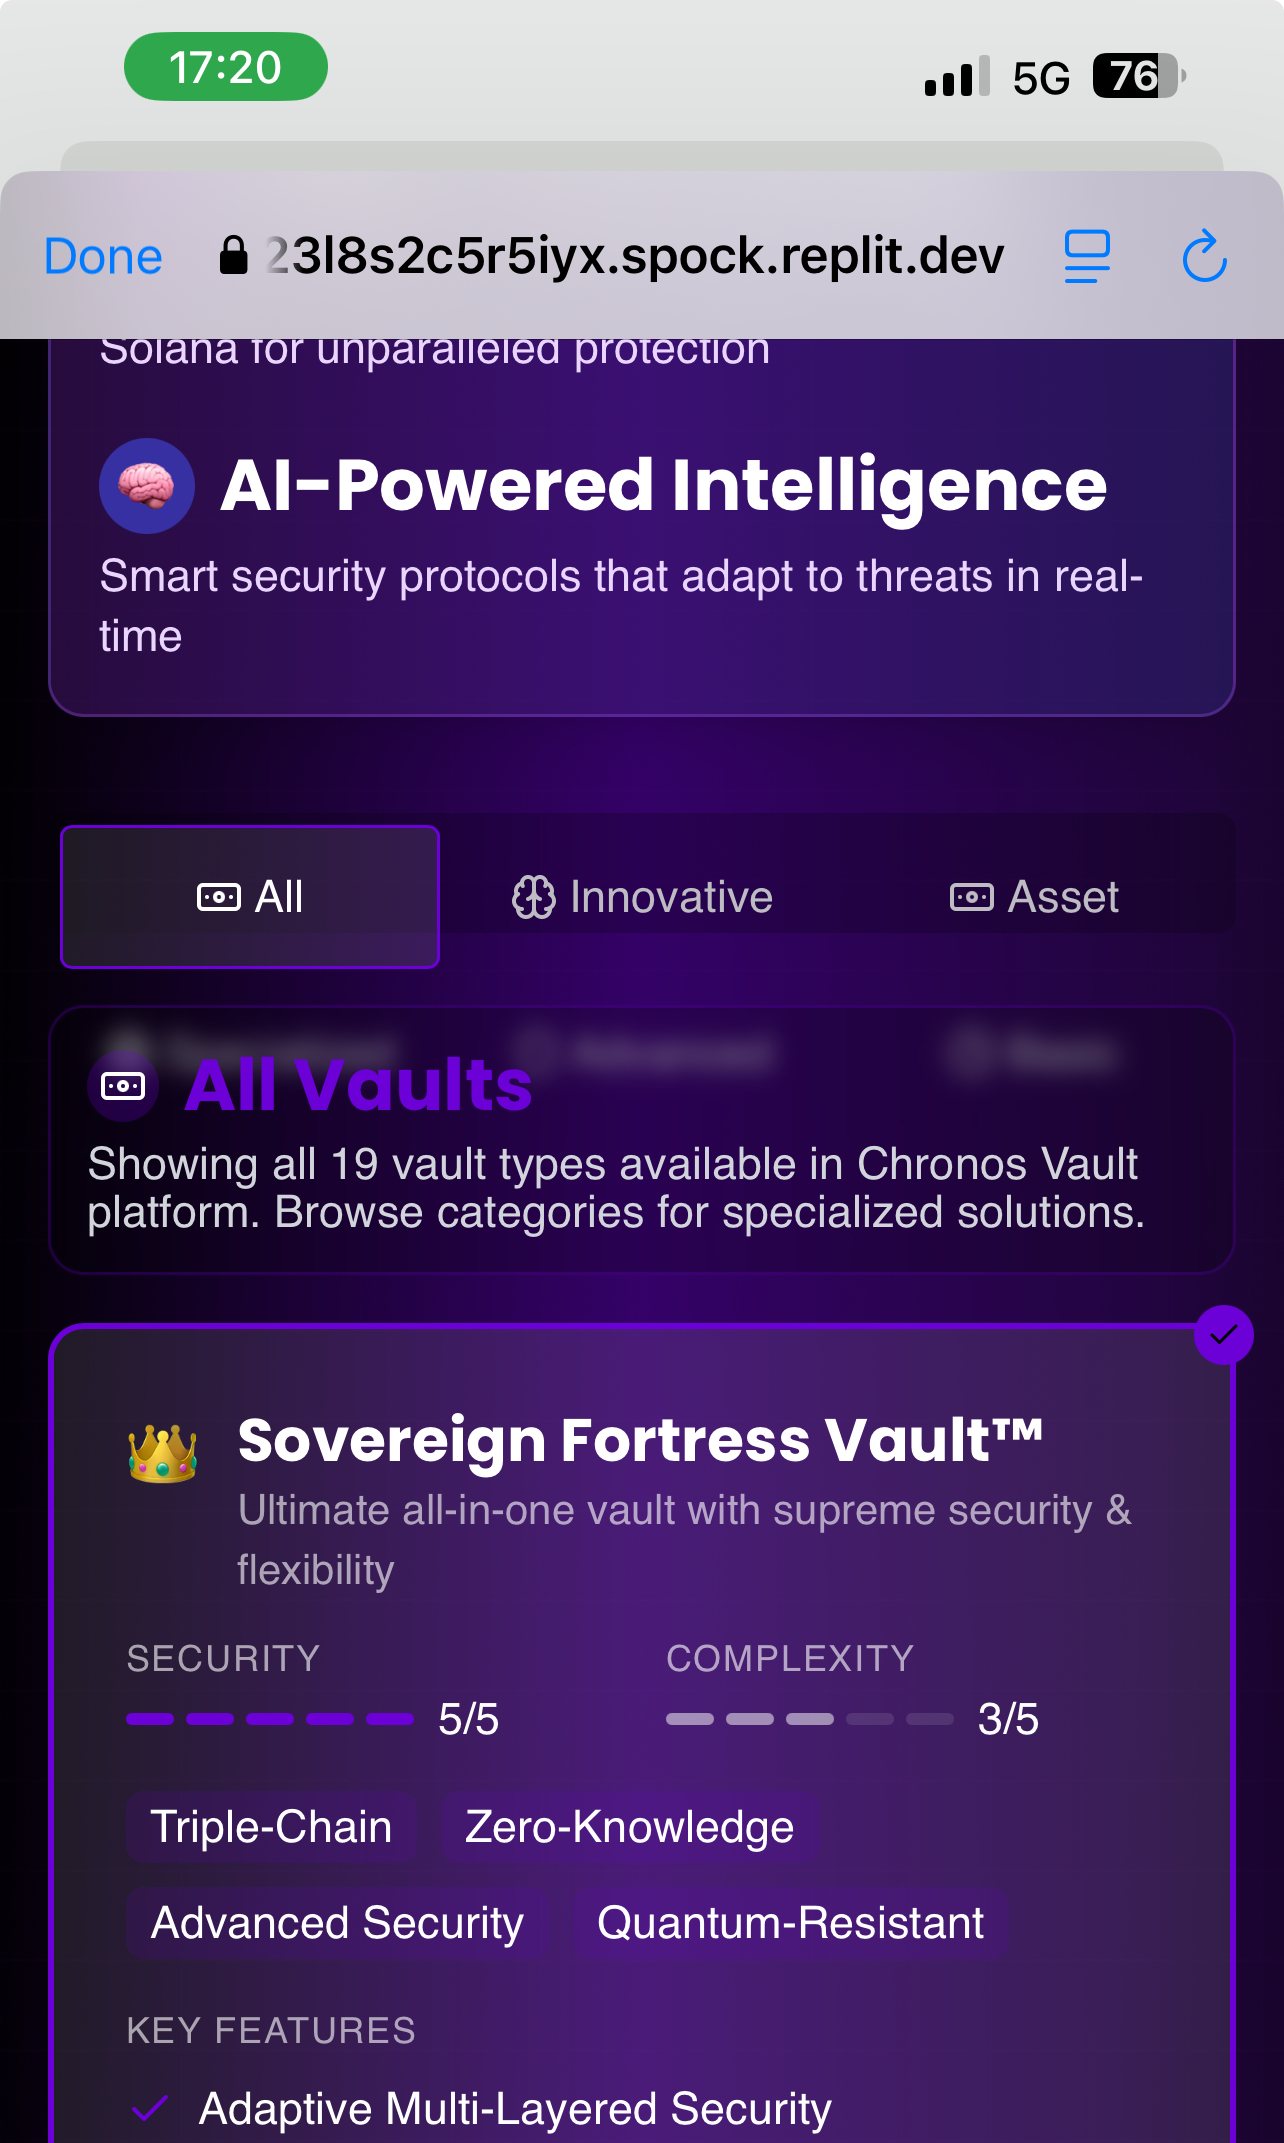 17:20
5G
76
Done
23l8s2c5r5iyx.spock.replit.dev
Solana for unparalleled protection
AI-Powered Intelligence
Smart security protocols that adapt to threats in real-
time
All
Innovative
Asset
All Vaults
Showing all 19 vault types available in Chronos Vault
platform. Browse categories for specialized solutions.
Sovereign Fortress Vault™
Ultimate all-in-one vault with supreme security &
flexibility
SECURITY
COMPLEXITY
5/5
3/5
Triple-Chain
Zero-Knowledge
Advanced Security
Quantum-Resistant
KEY FEATURES
Adaptive Multi-Layered Security